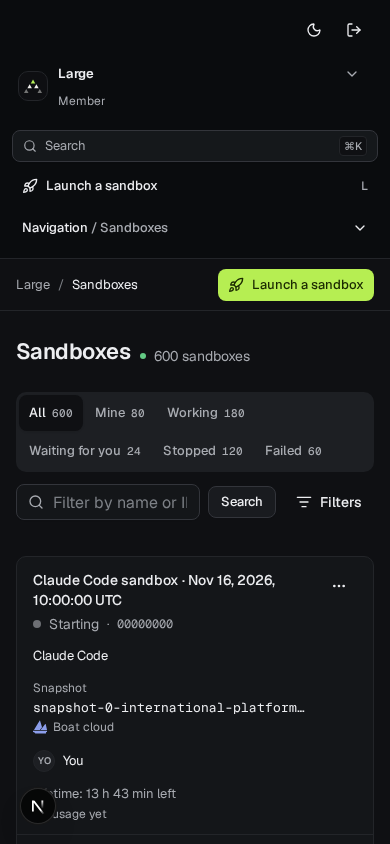 Large
Member
Search ⌘K
Launch a sandbox L
Navigation / Sandboxes
Large / Sandboxes
Launch a sandbox
Sandboxes 600 sandboxes
All 600 Mine 80 Working 180
Waiting for you 24 Stopped 120 Failed 60
Filter by name or I
Search
Filters
Claude Code sandbox · Nov 16, 2026,
10:00:00 UTC
Starting · 00000000
Claude Code
Snapshot
snapshot-0-international-platform…
Boat cloud
YO You
time: 13 h 43 min left
usage yet
N